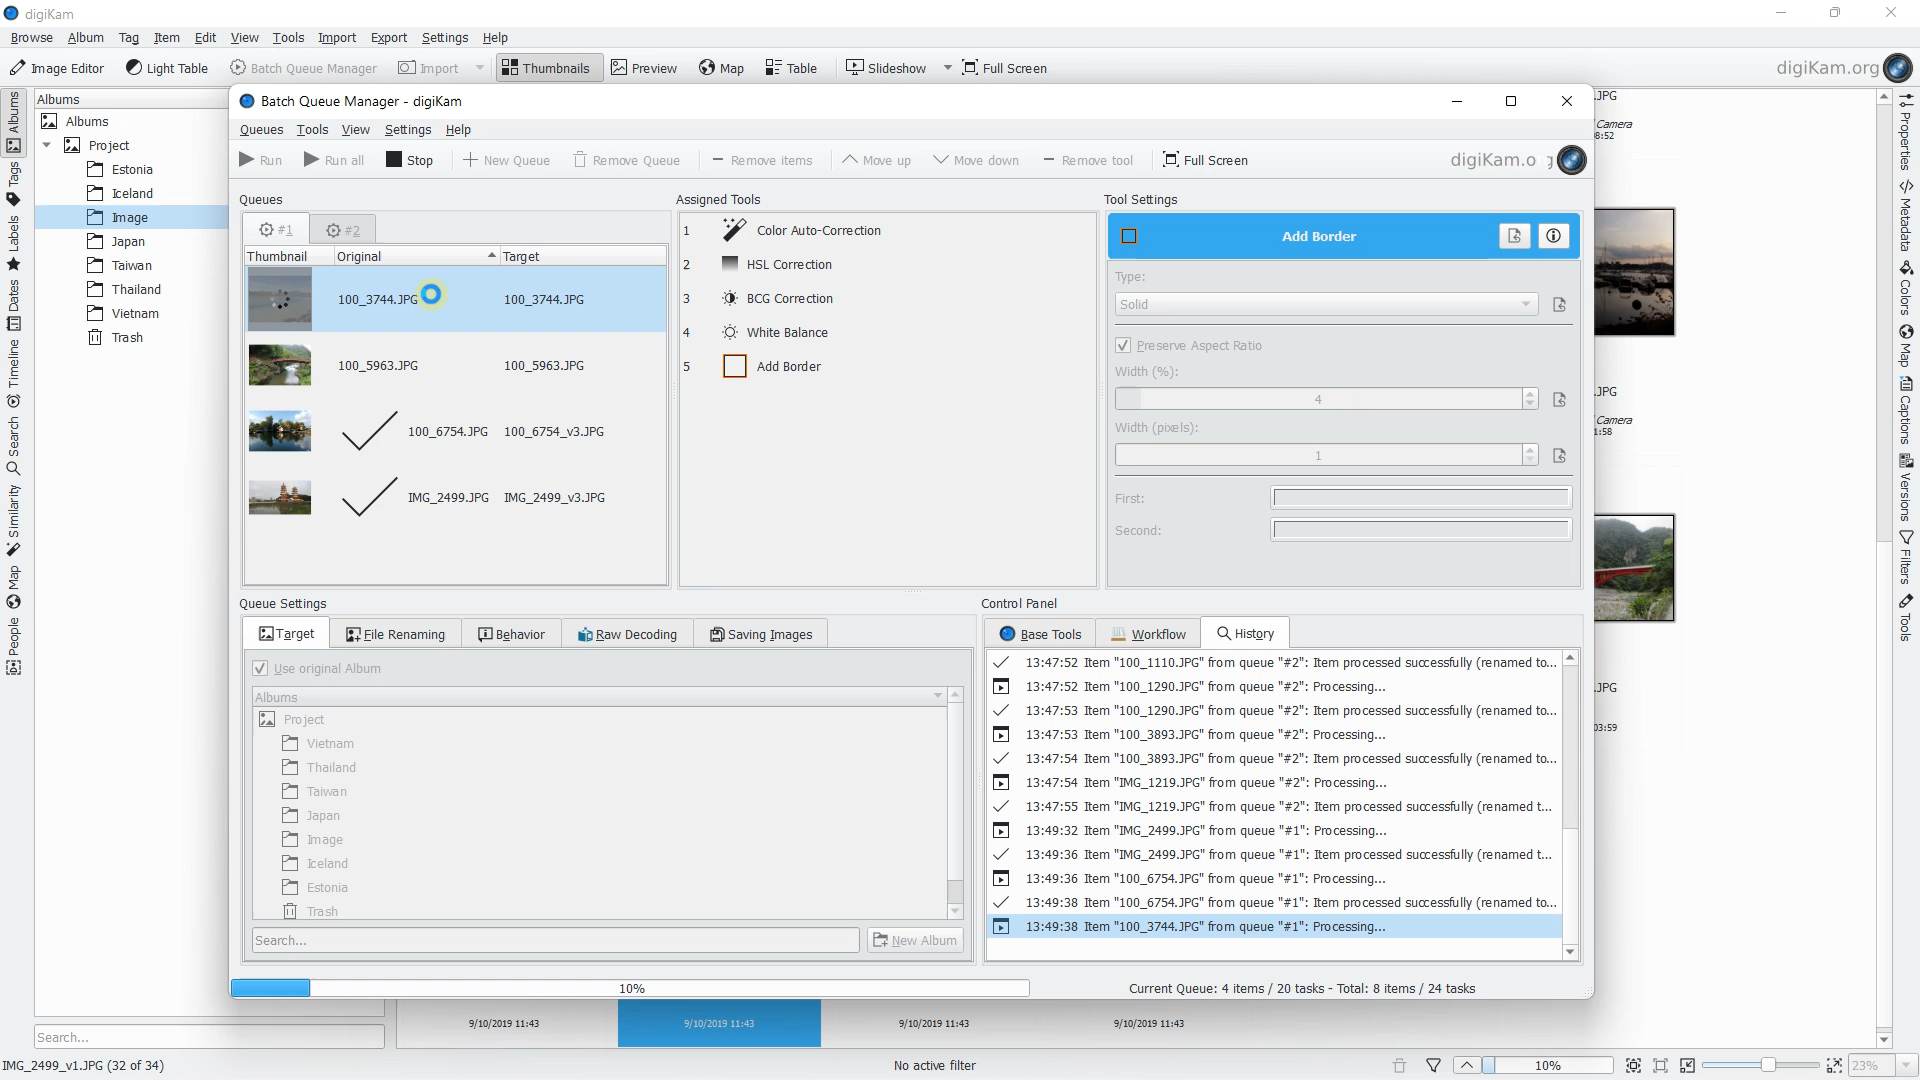 digiKam
Browse Album Tag Item Edit View Tools Import Export Settings Help
Image Editor Light Table Batch Queue Manager Import Thumbnails Preview Map Table Slideshow Full Screen digiKam.org
Albums
Tags
Labels
Dates
Timeline
Search
Similarity
Map
People
Albums
Albums
Project
Estonia
Iceland
Image
Japan
Taiwan
Thailand
Vietnam
Trash
Search...
Batch Queue Manager - digiKam
Queues Tools View Settings Help
Run Run all Stop New Queue Remove Queue Remove items Move up Move down Remove tool Full Screen digiKam.o g
Queues
#1 #2
Thumbnail Original Target
100_3744.JPG 100_3744.JPG
100_5963.JPG 100_5963.JPG
100_6754.JPG 100_6754_v3.JPG
IMG_2499.JPG IMG_2499_v3.JPG
Assigned Tools
1 Color Auto-Correction
2 HSL Correction
3 BCG Correction
4 White Balance
5 Add Border
Tool Settings
Add Border
Type:
Solid
Preserve Aspect Ratio
Width (%):
4
Width (pixels):
1
First:
Second:
Queue Settings
Target File Renaming Behavior Raw Decoding Saving Images
Use original Album
Albums
Project
Vietnam
Thailand
Taiwan
Japan
Image
Iceland
Estonia
Trash
Search... New Album
Control Panel
Base Tools Workflow History
13:47:52 Item "100_1110.JPG" from queue "#2": Item processed successfully (renamed to...
13:47:52 Item "100_1290.JPG" from queue "#2": Processing...
13:47:53 Item "100_1290.JPG" from queue "#2": Item processed successfully (renamed to...
13:47:53 Item "100_3893.JPG" from queue "#2": Processing...
13:47:54 Item "100_3893.JPG" from queue "#2": Item processed successfully (renamed to...
13:47:54 Item "IMG_1219.JPG" from queue "#2": Processing...
13:47:55 Item "IMG_1219.JPG" from queue "#2": Item processed successfully (renamed t...
13:49:32 Item "IMG_2499.JPG" from queue "#1": Processing...
13:49:36 Item "IMG_2499.JPG" from queue "#1": Item processed successfully (renamed t...
13:49:36 Item "100_6754.JPG" from queue "#1": Processing...
13:49:38 Item "100_6754.JPG" from queue "#1": Item processed successfully (renamed to...
13:49:38 Item "100_3744.JPG" from queue "#1": Processing...
10% Current Queue: 4 items / 20 tasks - Total: 8 items / 24 tasks
.JPG
Camera
8:52
.JPG
Camera
1:58
.JPG
03:59
Properties
Metadata
Colors
Map
Captions
Versions
Filters
Tools
9/10/2019 11:43 9/10/2019 11:43 9/10/2019 11:43 9/10/2019 11:43
IMG_2499_v1.JPG (32 of 34) No active filter 10% 23%